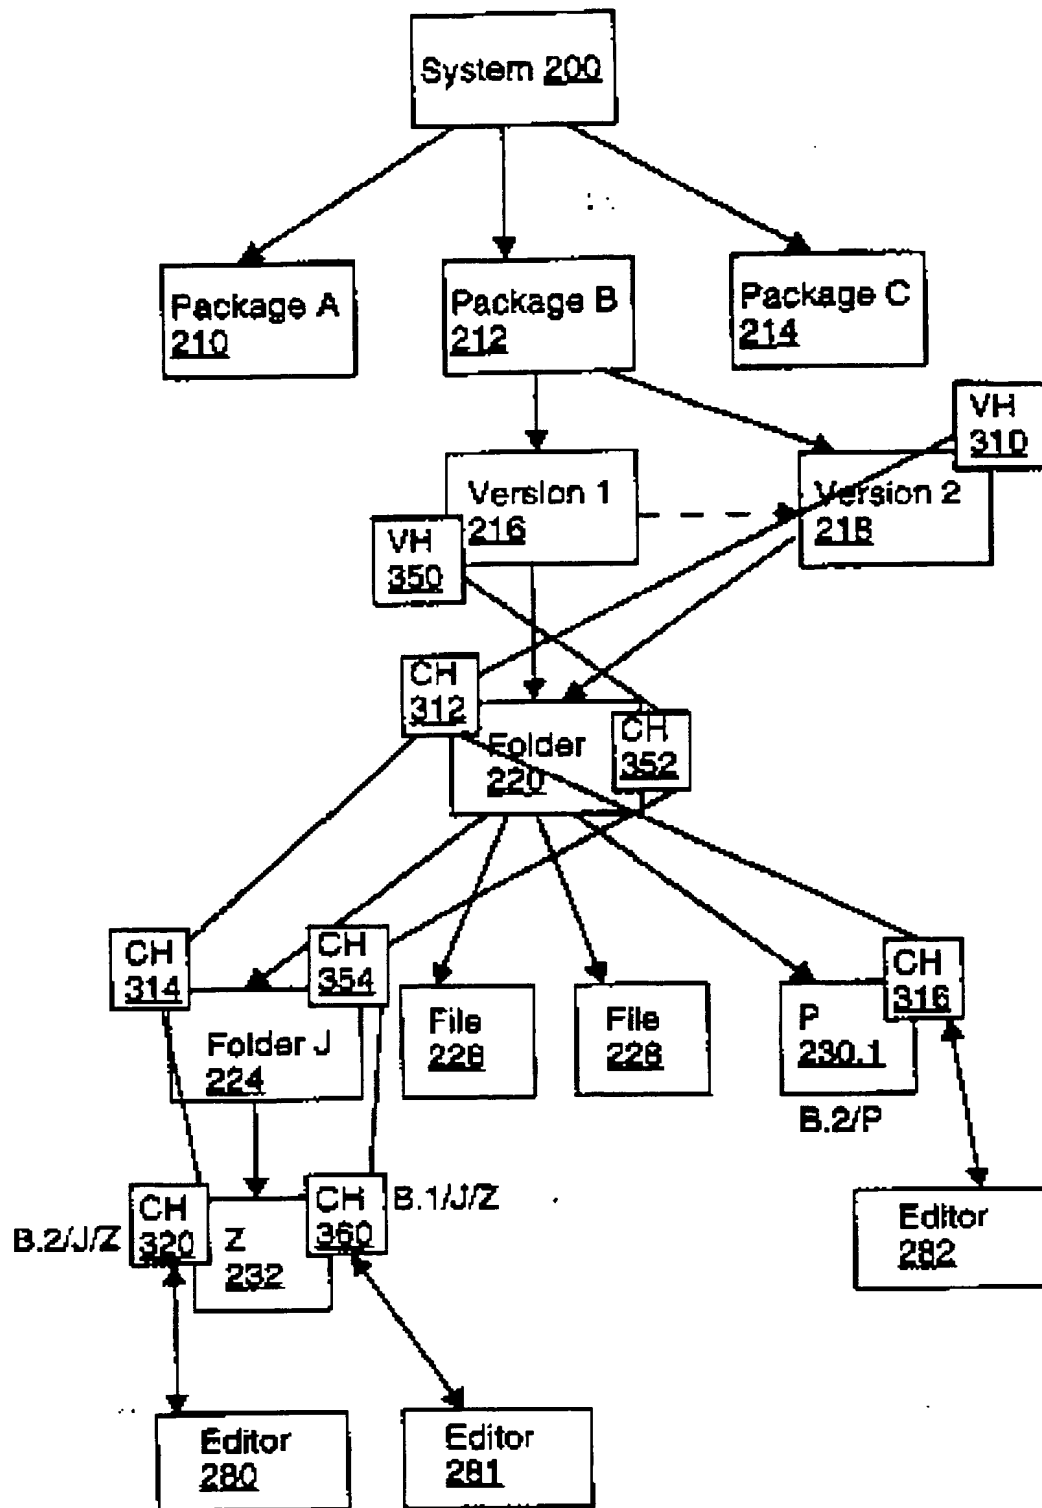 System 200
Package A
210
Package B
212
Package C
214
VH
310
Version 1
216
Version 2
218
VH
350
CH
312
Folder
220
CH
352
CH
314
CH
354
CH
316
Folder J
224
File
228
File
228
P
230.1
B.2/P
CH
320
B.2/J/Z
Z
232
CH
360
B.1/J/Z
Editor
282
Editor
280
Editor
281